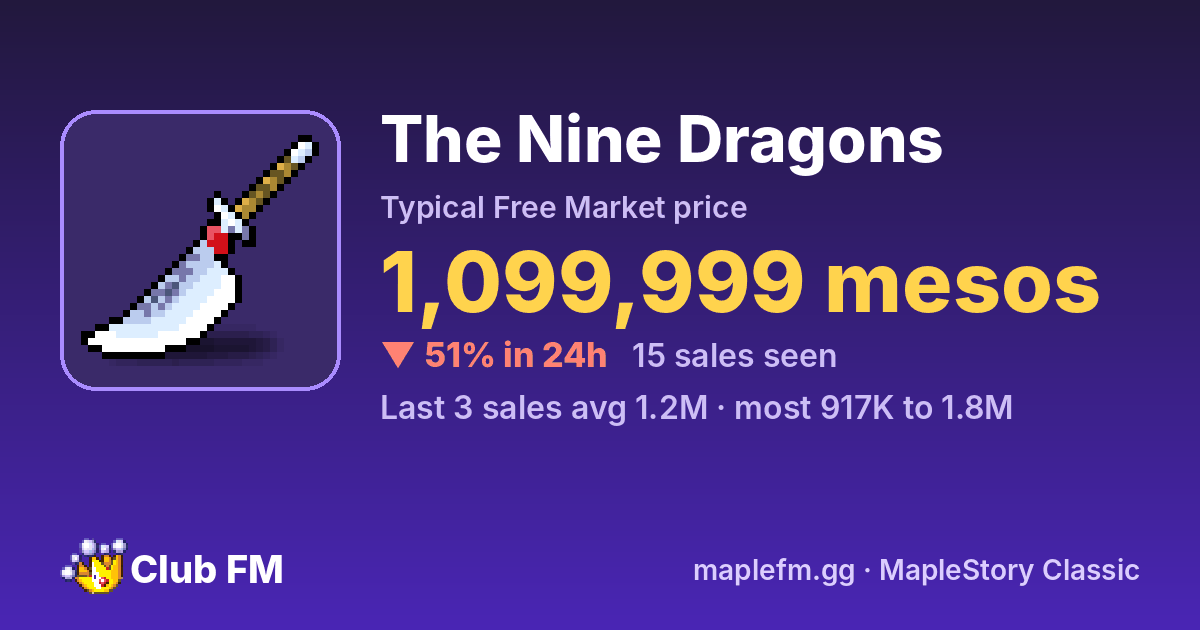 The Nine Dragons
Typical Free Market price
1,099,999 mesos
▼ 51% in 24h 15 sales seen
Last 3 sales avg 1.2M · most 917K to 1.8M
Club FM
maplefm.gg · MapleStory Classic